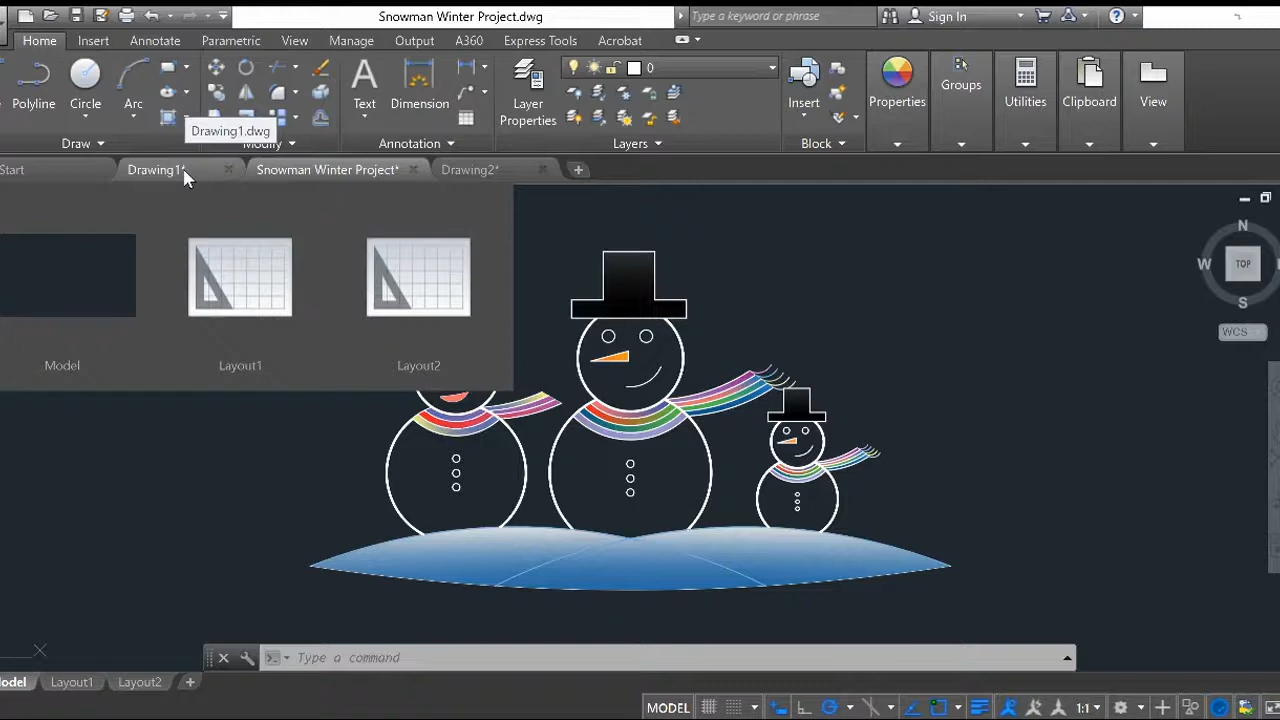 Snowman Winter Project.dwg
Type a keyword or phrase
Sign In
Home Insert Annotate Parametric View Manage Output A360 Express Tools Acrobat
0
Polyline Circle Arc
Text Dimension
Layer
Properties
Insert
Properties Groups Utilities Clipboard View
Drawing1.dwg
Draw Modify Annotation Layers Block
Start Drawing1* Snowman Winter Project* Drawing2*
N
W TOP
S
WCS
Model Layout1 Layout2
Type a command
Model Layout1 Layout2
MODEL 1:1